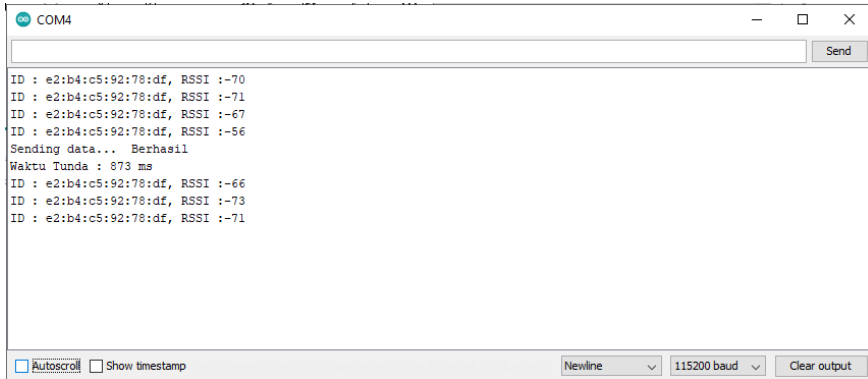 COM4
Send
ID : e2:b4:c5:92:78:df, RSSI :-70
ID : e2:b4:c5:92:78:df, RSSI :-71
ID : e2:b4:c5:92:78:df, RSSI :-67
ID : e2:b4:c5:92:78:df, RSSI :-56
Sending data...  Berhasil
Waktu Tunda : 873 ms
ID : e2:b4:c5:92:78:df, RSSI :-66
ID : e2:b4:c5:92:78:df, RSSI :-73
ID : e2:b4:c5:92:78:df, RSSI :-71
Autoscroll Show timestamp Newline 115200 baud Clear output